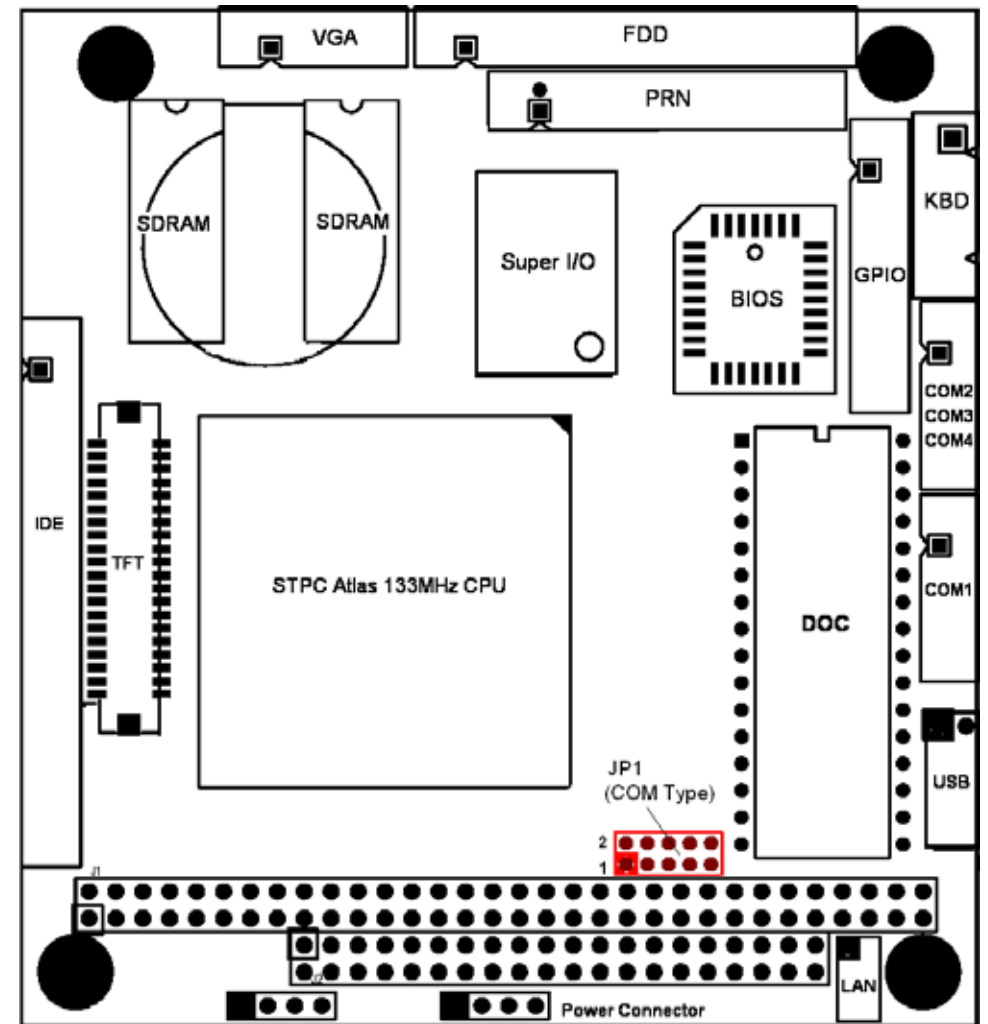 VGA
FDD
PRN
SDRAM
SDRAM
Super I/O
BIOS
GPIO
KBD
COM2
COM3
COM4
IDE
TFT
STPC Atlas 133MHz CPU
DOC
COM1
JP1
(COM Type)
USB
2
1
J1
J2
LAN
Power Connector